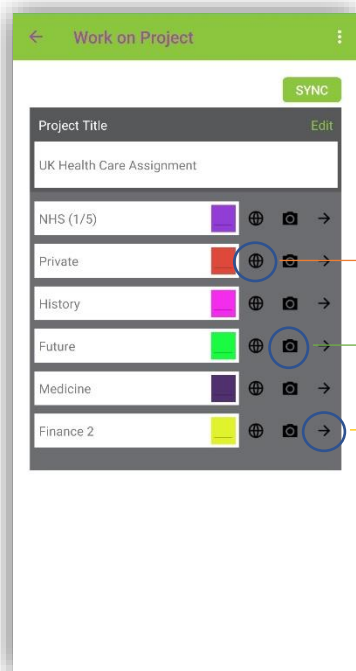 Work on Project
SYNC
Project Title Edit
UK Health Care Assignment
NHS (1/5)
Private
History
Future
Medicine
Finance 2